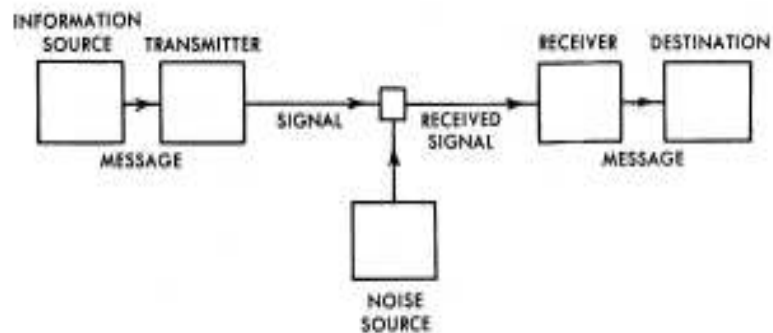 INFORMATION
SOURCE
TRANSMITTER
RECEIVER
DESTINATION
SIGNAL
RECEIVED
SIGNAL
MESSAGE
MESSAGE
NOISE
SOURCE